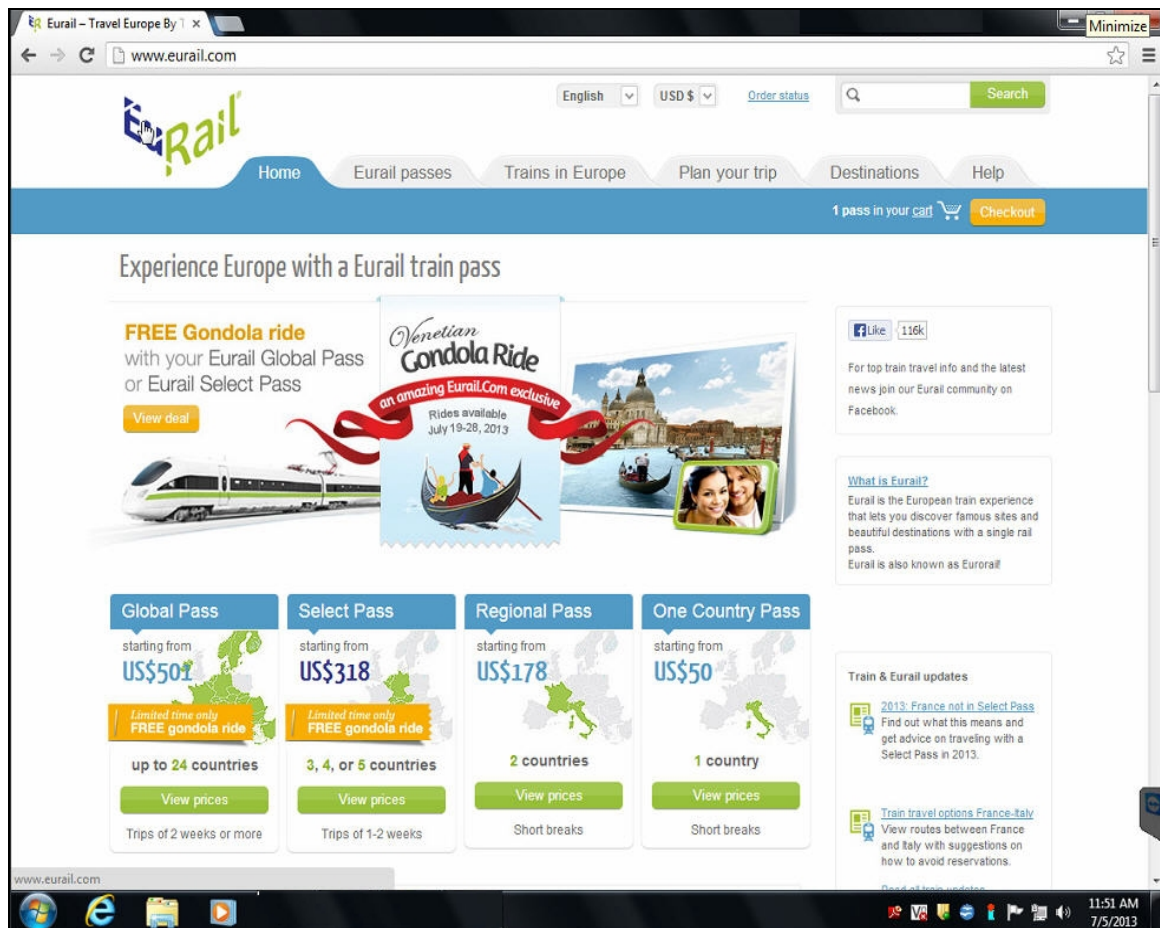 Eurail – Travel Europe By T
Minimize
www.eurail.com
EuRail
English
USD $
Order status
Search
Home
Eurail passes
Trains in Europe
Plan your trip
Destinations
Help
1 pass in your cart
Checkout
Experience Europe with a Eurail train pass
FREE Gondola ride
with your Eurail Global Pass
or Eurail Select Pass
View deal
Venetian
Gondola Ride
an amazing Eurail.Com exclusive
Rides available
July 19-28, 2013
Like
116k
For top train travel info and the latest
news join our Eurail community on
Facebook.
What is Eurail?
Eurail is the European train experience
that lets you discover famous sites and
beautiful destinations with a single rail
pass.
Eurail is also known as Eurorail!
Global Pass
starting from
US$501
Limited time only
FREE gondola ride
up to 24 countries
View prices
Trips of 2 weeks or more
Select Pass
starting from
US$318
Limited time only
FREE gondola ride
3, 4, or 5 countries
View prices
Trips of 1-2 weeks
Regional Pass
starting from
US$178
2 countries
View prices
Short breaks
One Country Pass
starting from
US$50
1 country
View prices
Short breaks
Train & Eurail updates
2013: France not in Select Pass
Find out what this means and
get advice on traveling with a
Select Pass in 2013.
Train travel options France-Italy
View routes between France
and Italy with suggestions on
how to avoid reservations.
Read all train updates
www.eurail.com
11:51 AM
7/5/2013